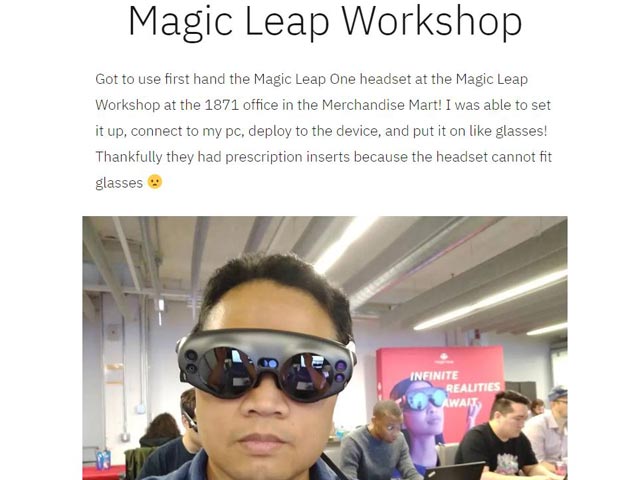 Magic Leap Workshop
Got to use first hand the Magic Leap One headset at the Magic Leap
Workshop at the 1871 office in the Merchandise Mart! I was able to set
it up, connect to my pc, deploy to the device, and put it on like glasses!
Thankfully they had prescription inserts because the headset cannot fit
glasses 😦
INFINITE
REALITIES
AWAIT.